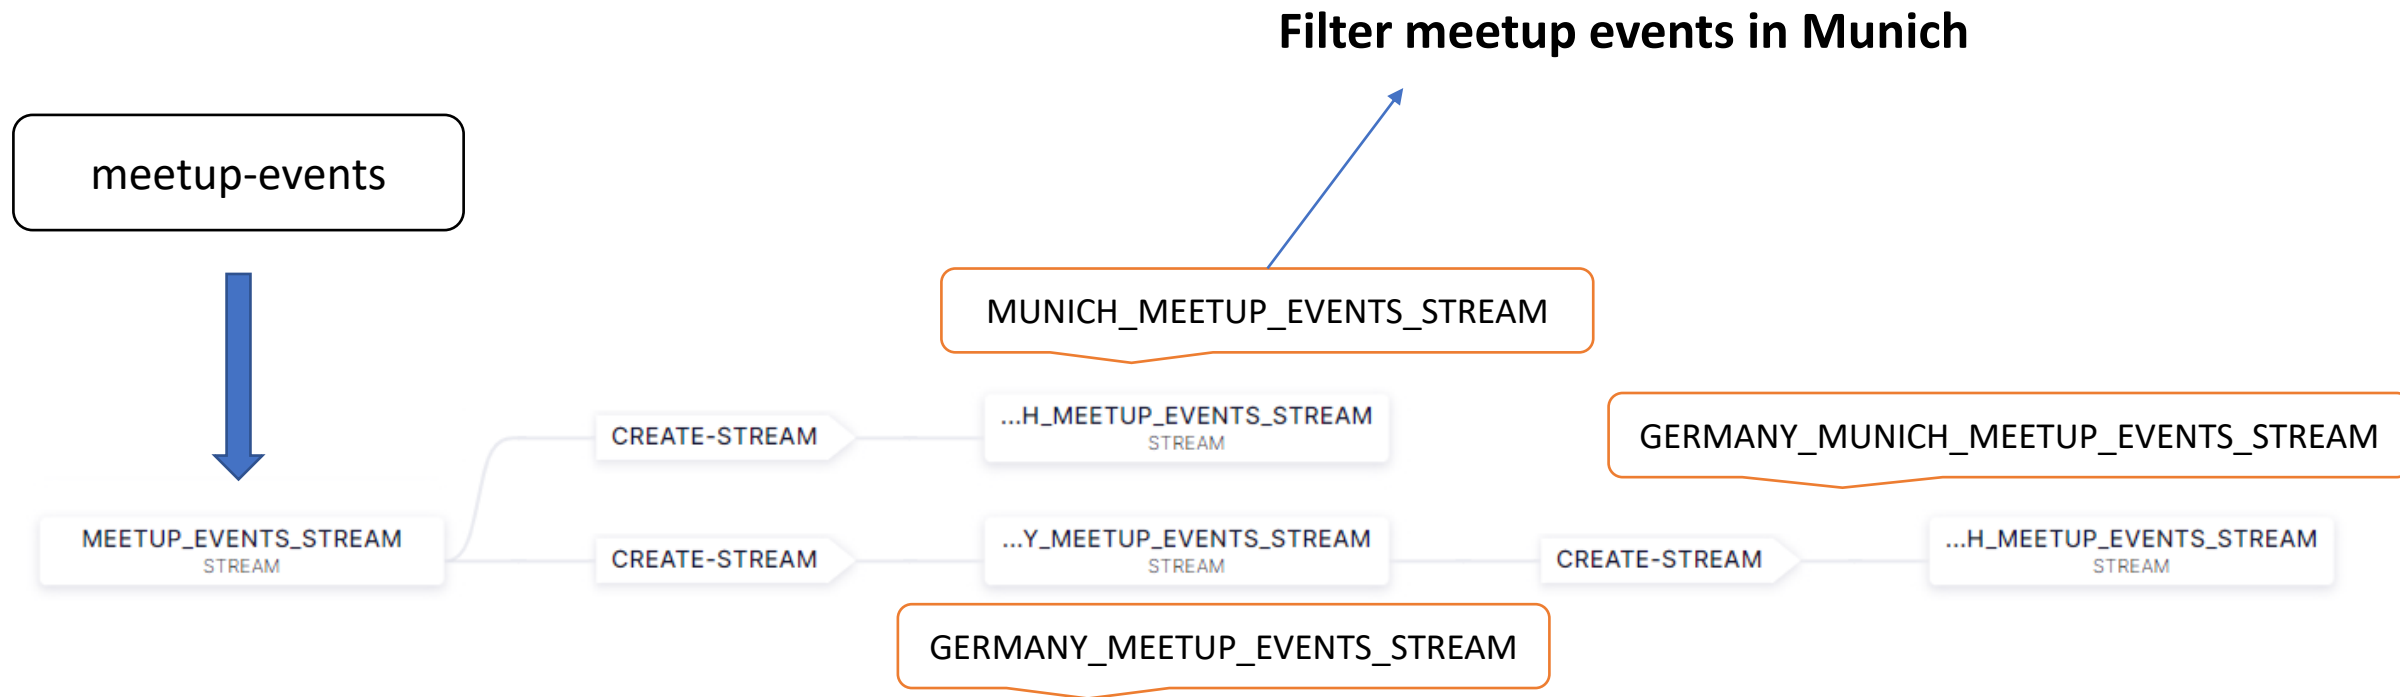 Filter meetup events in Munich
meetup-events
MUNICH_MEETUP_EVENTS_STREAM
CREATE-STREAM
...H_MEETUP_EVENTS_STREAM
STREAM
GERMANY_MUNICH_MEETUP_EVENTS_STREAM
MEETUP_EVENTS_STREAM
STREAM
CREATE-STREAM
...Y_MEETUP_EVENTS_STREAM
STREAM
CREATE-STREAM
...H_MEETUP_EVENTS_STREAM
STREAM
GERMANY_MEETUP_EVENTS_STREAM